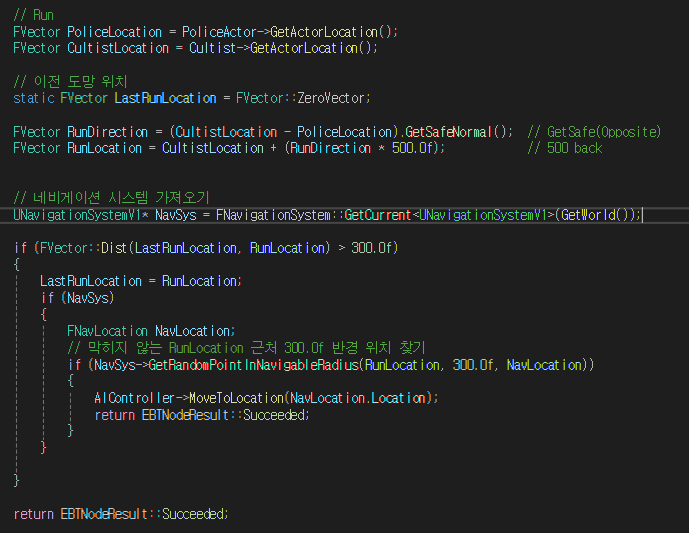 // Run
FVector PoliceLocation = PoliceActor->GetActorLocation();
FVector CultistLocation = Cultist->GetActorLocation();
// 이전 도망 위치
static FVector LastRunLocation = FVector::ZeroVector;
FVector RunDirection = (CultistLocation - PoliceLocation).GetSafeNormal(); // GetSafe(Opposite)
FVector RunLocation = CultistLocation + (RunDirection * 500.0f); // 500 back
// 네비게이션 시스템 가져오기
UNavigationSystemV1* NavSys = FNavigationSystem::GetCurrent<UNavigationSystemV1>(GetWorld());
if (FVector::Dist(LastRunLocation, RunLocation) > 300.0f)
{
LastRunLocation = RunLocation;
if (NavSys)
{
FNavLocation NavLocation;
// 막히지 않는 RunLocation 근처 300.0f 반경 위치 찾기
if (NavSys->GetRandomPointInNavigableRadius(RunLocation, 300.0f, NavLocation))
{
AIController->MoveToLocation(NavLocation.Location);
return EBTNodeResult::Succeeded;
}
}
}
return EBTNodeResult::Succeeded;